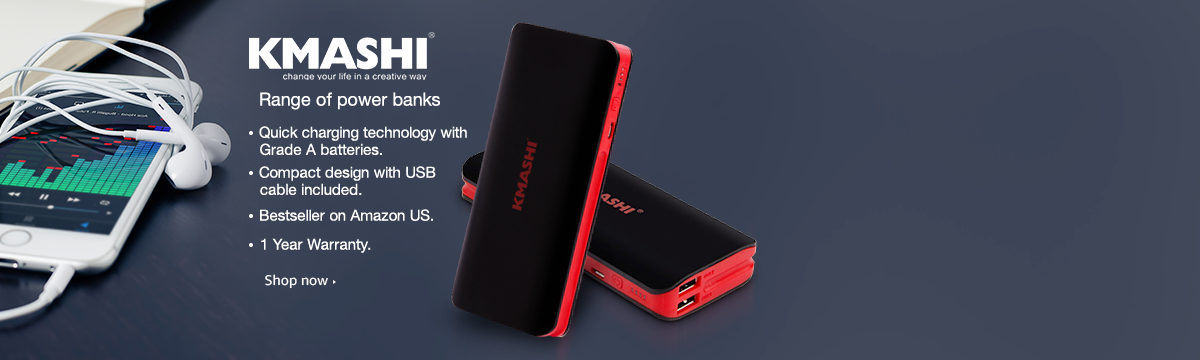 KMASHI®
change your life in a creative way
Range of power banks
• Quick charging technology with
Grade A batteries.
• Compact design with USB
cable included.
• Bestseller on Amazon US.
• 1 Year Warranty.
Shop now ›
KMASHI
ASHI®